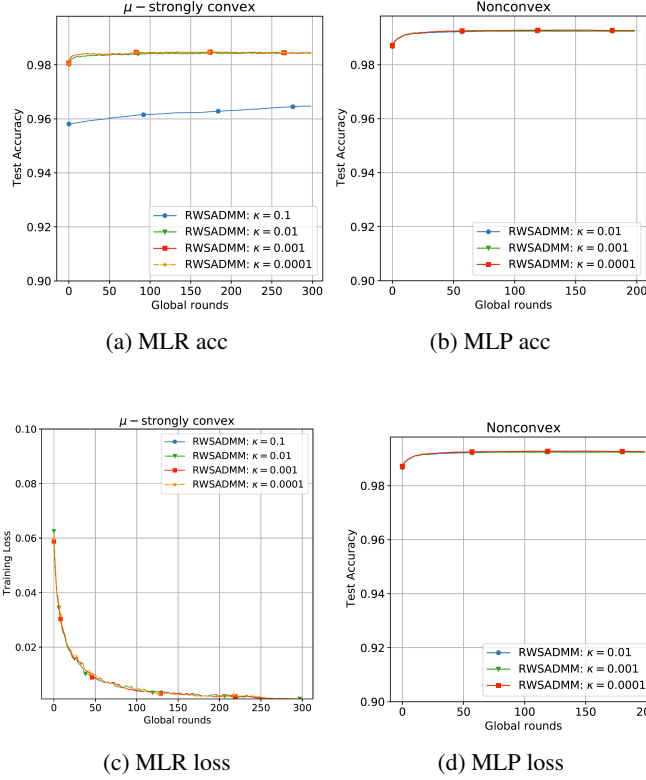 μ − strongly convex
Test Accuracy
0.98
0.96
0.94
0.92
0.90
RWSADMM: κ = 0.1
RWSADMM: κ = 0.01
RWSADMM: κ = 0.001
RWSADMM: κ = 0.0001
0 50 100 150 200 250 300
Global rounds
(a) MLR acc
Nonconvex
Test Accuracy
0.98
0.96
0.94
0.92
0.90
RWSADMM: κ = 0.01
RWSADMM: κ = 0.001
RWSADMM: κ = 0.0001
0 50 100 150 200
Global rounds
(b) MLP acc
μ − strongly convex
Training Loss
0.10
0.08
0.06
0.04
0.02
RWSADMM: κ = 0.1
RWSADMM: κ = 0.01
RWSADMM: κ = 0.001
RWSADMM: κ = 0.0001
0 50 100 150 200 250 300
Global rounds
(c) MLR loss
Nonconvex
Test Accuracy
0.98
0.96
0.94
0.92
0.90
RWSADMM: κ = 0.01
RWSADMM: κ = 0.001
RWSADMM: κ = 0.0001
0 50 100 150 200
Global rounds
(d) MLP loss